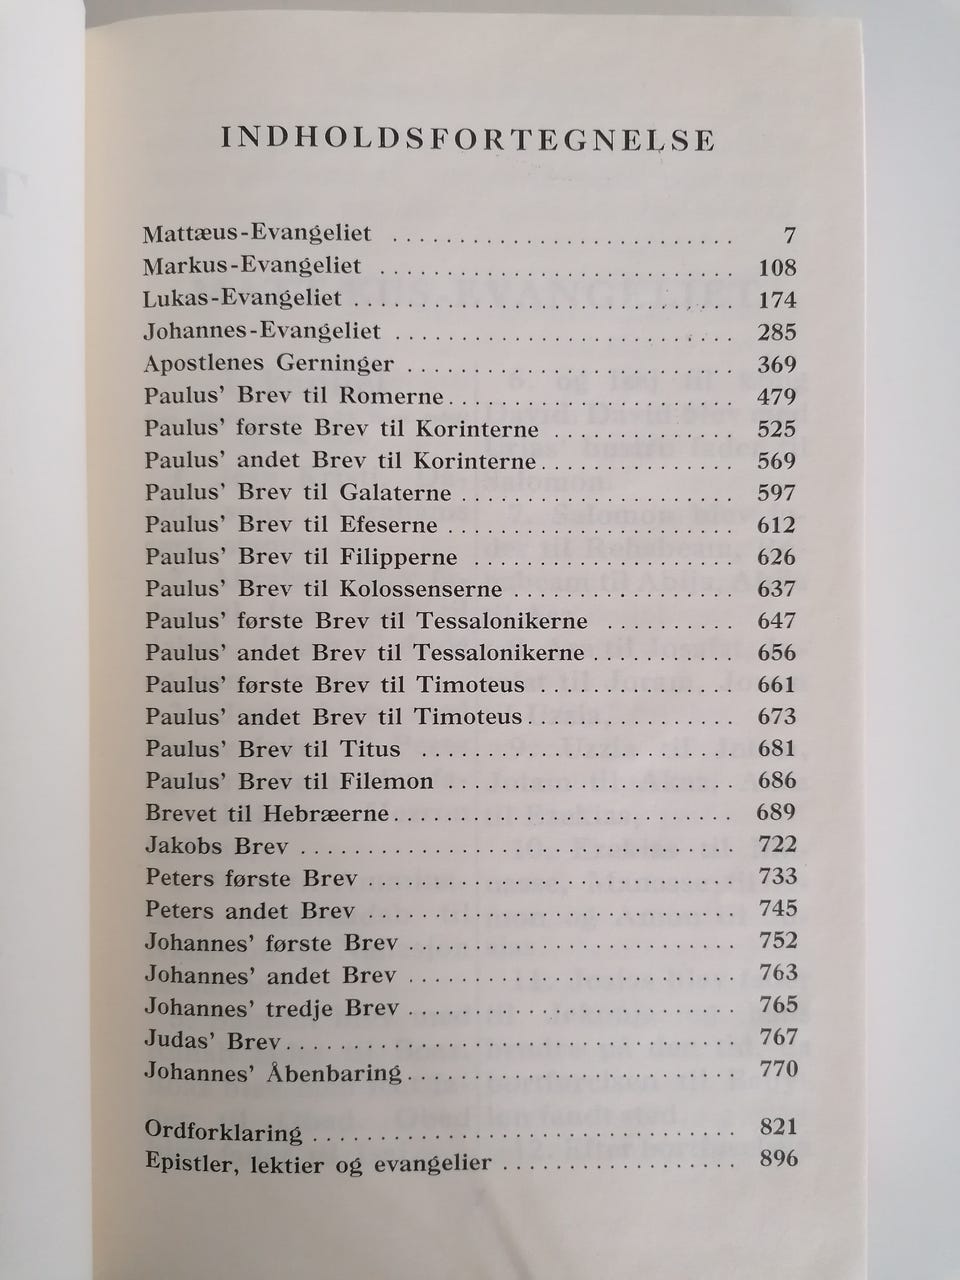 INDHOLDSFORTEGNELSE
Mattæus-Evangeliet .......................... 7
Markus-Evangeliet ........................... 108
Lukas-Evangeliet ............................. 174
Johannes-Evangeliet .......................... 285
Apostlenes Gerninger ......................... 369
Paulus’ Brev til Romerne...................... 479
Paulus’ første Brev til Korinterne .............. 525
Paulus’ andet Brev til Korinterne............... 569
Paulus’ Brev til Galaterne ..................... 597
Paulus’ Brev til Efeserne ...................... 612
Paulus’ Brev til Filipperne .................... 626
Paulus’ Brev til Kolossenserne ................. 637
Paulus’ første Brev til Tessalonikerne .......... 647
Paulus’ andet Brev til Tessalonikerne ........... 656
Paulus’ første Brev til Timoteus ............... 661
Paulus’ andet Brev til Timoteus................ 673
Paulus’ Brev til Titus ........................ 681
Paulus’ Brev til Filemon ...................... 686
Brevet til Hebræerne.......................... 689
Jakobs Brev ................................. 722
Peters første Brev ............................ 733
Peters andet Brev ............................ 745
Johannes’ første Brev ......................... 752
Johannes’ andet Brev ......................... 763
Johannes’ tredje Brev ......................... 765
Judas’ Brev.................................. 767
Johannes’ Åbenbaring......................... 770
Ordforklaring ................................ 821
Epistler, lektier og evangelier .................. 896